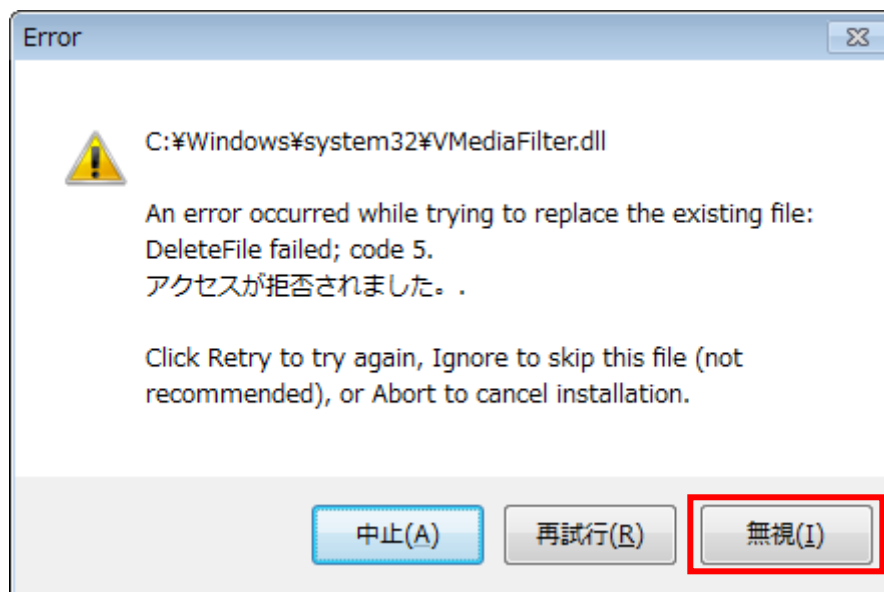 Error
C:¥Windows¥system32¥VMediaFilter.dll
An error occurred while trying to replace the existing file:
DeleteFile failed; code 5.
アクセスが拒否されました。.
Click Retry to try again, Ignore to skip this file (not
recommended), or Abort to cancel installation.
中止(A) 再試行(R) 無視(I)